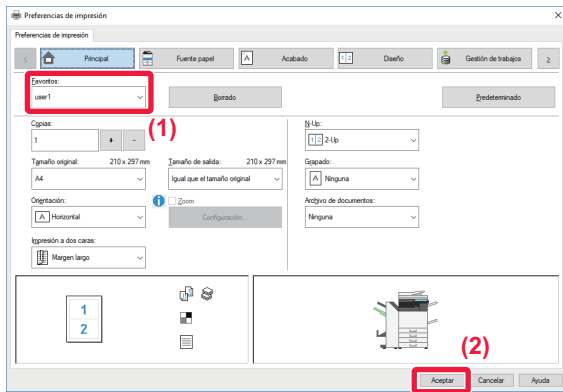 Preferencias de impresión
Preferencias de impresión
Principal Fuente papel Acabado Diseño Gestión de trabajos
Favoritos:
user1 Borrado Predeterminado
(1)
Copias: N-Up:
1 + - 2-Up
Tamaño original: 210 x 297 mm Tamaño de salida: 210 x 297 mm Grapado:
A4 Igual que el tamaño original Ninguna
Orientación: Zoom Archivo de documentos:
Horizontal Configuración... Ninguna
Impresión a dos caras:
Margen largo
1
2
(2)
Aceptar Cancelar Ayuda